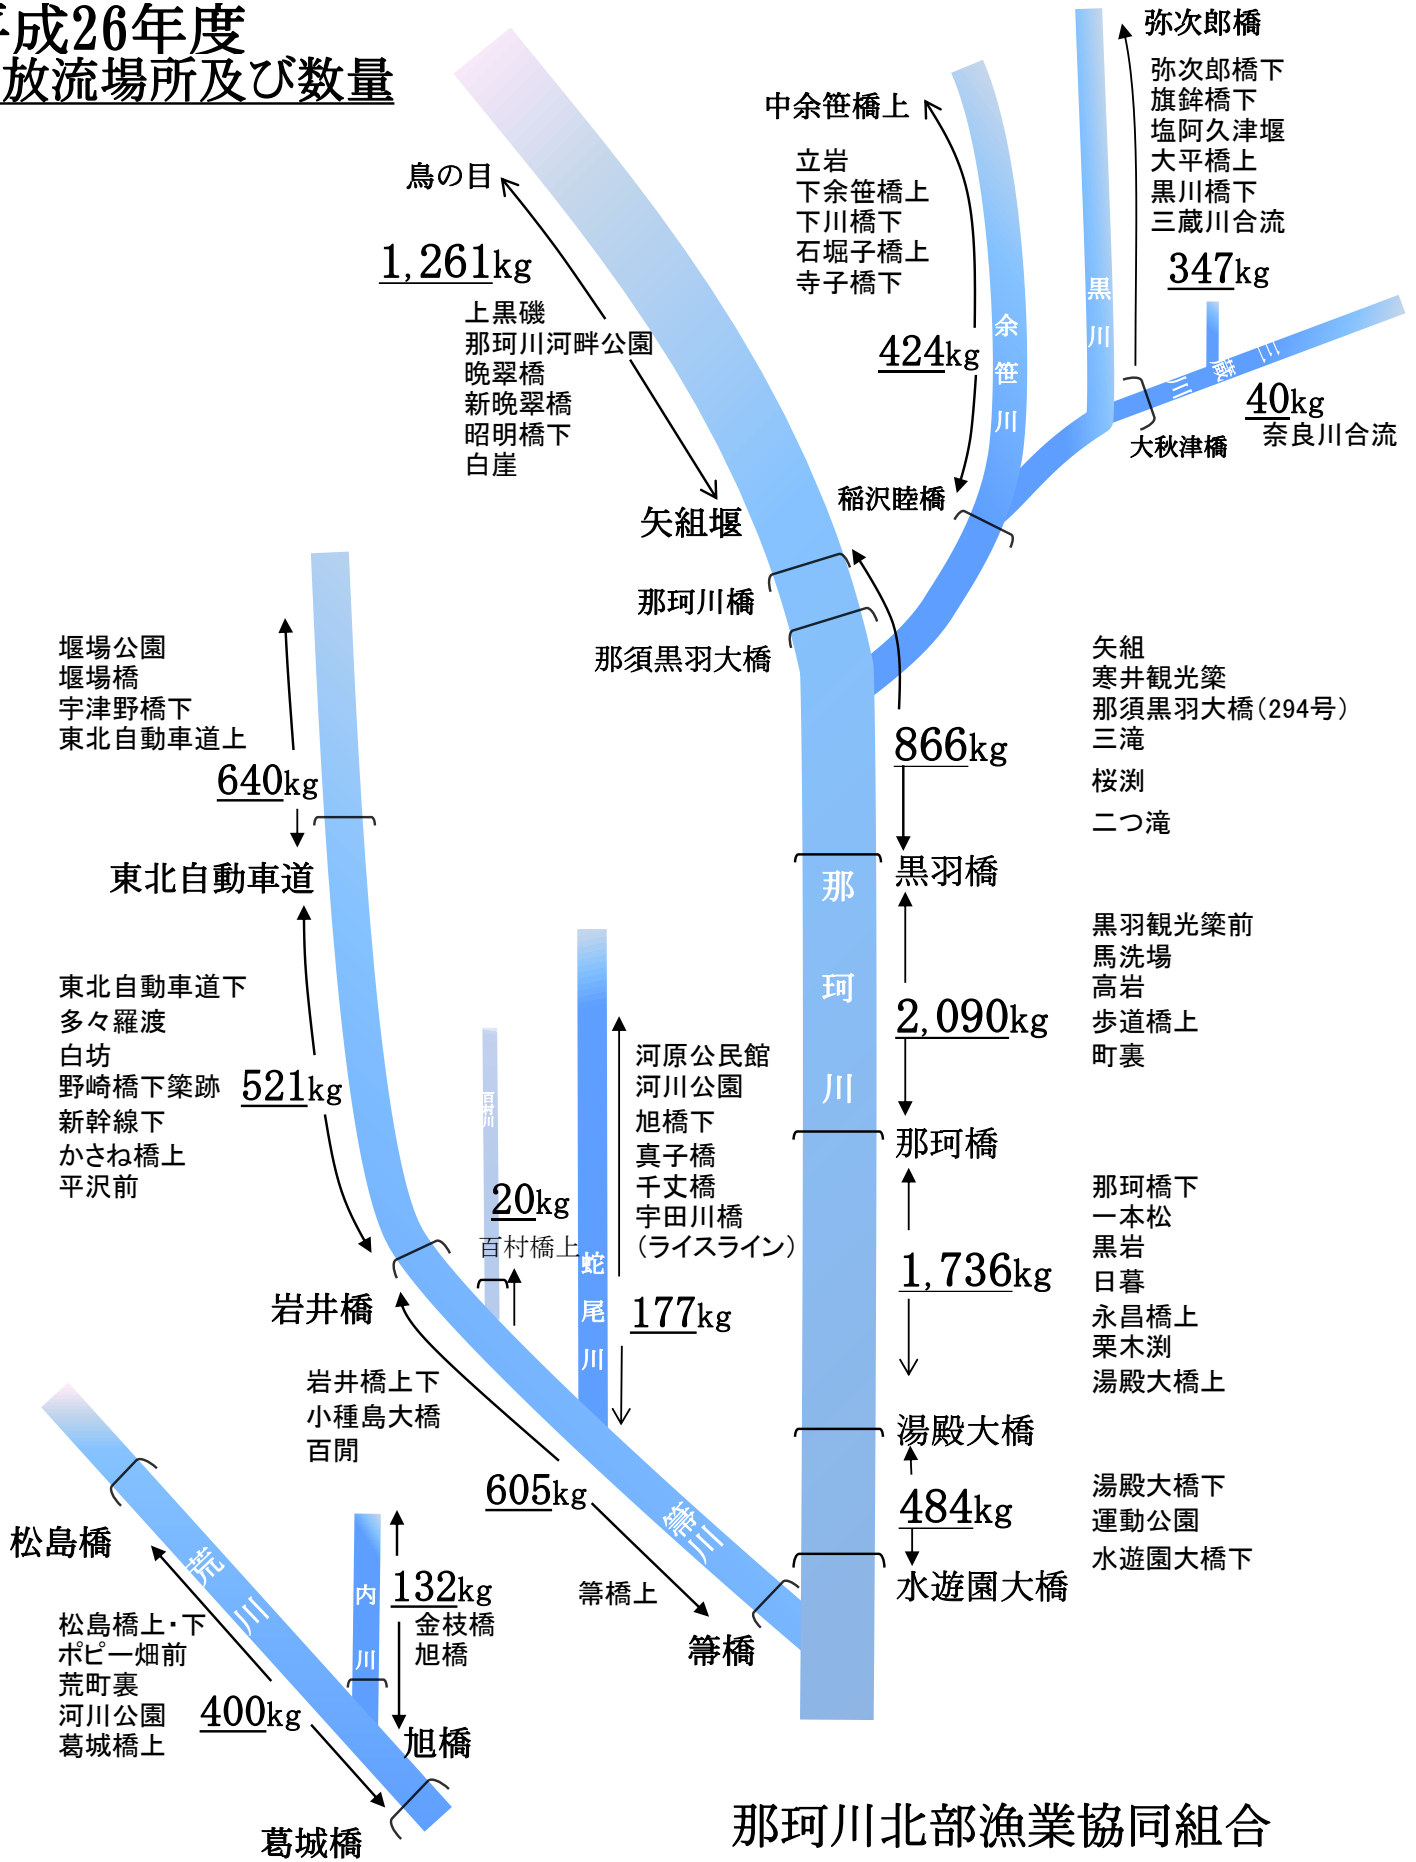 平成26年度
放流場所及び数量
弥次郎橋
弥次郎橋下
旗鉾橋下
塩阿久津堰
大平橋上
黒川橋下
三蔵川合流
347kg
中余笹橋上
立岩
下余笹橋上
下川橋下
石堀子橋上
寺子橋下
424kg
鳥の目
1,261kg
上黒磯
那珂川河畔公園
晩翠橋
新晩翠橋
昭明橋下
白崖
余笹川
黒川
三蔵川
40kg
奈良川合流
大秋津橋
稲沢睦橋
矢組堰
那珂川橋
那須黒羽大橋
堰場公園
堰場橋
宇津野橋下
東北自動車道上
640kg
東北自動車道
矢組
寒井観光簗
那須黒羽大橋(294号)
三滝
桜渕
二つ滝
866kg
黒羽橋
那珂川
黒羽観光簗前
馬洗場
高岩
歩道橋上
町裏
2,090kg
那珂橋
東北自動車道下
多々羅渡
白坊
野崎橋下簗跡
新幹線下
かさね橋上
平沢前
521kg
百村川
20kg
百村橋上
河原公民館
河川公園
旭橋下
真子橋
千丈橋
宇田川橋
(ライスライン)
蛇尾川
177kg
那珂橋下
一本松
黒岩
日暮
永昌橋上
栗木渕
湯殿大橋上
1,736kg
湯殿大橋
岩井橋
岩井橋上下
小種島大橋
百間
605kg
箒川
箒橋上
箒橋
484kg
湯殿大橋下
運動公園
水遊園大橋下
水遊園大橋
松島橋
荒川
内川
132kg
金枝橋
旭橋
松島橋上・下
ポピー畑前
荒町裏
河川公園
葛城橋上
400kg
旭橋
葛城橋
那珂川北部漁業協同組合